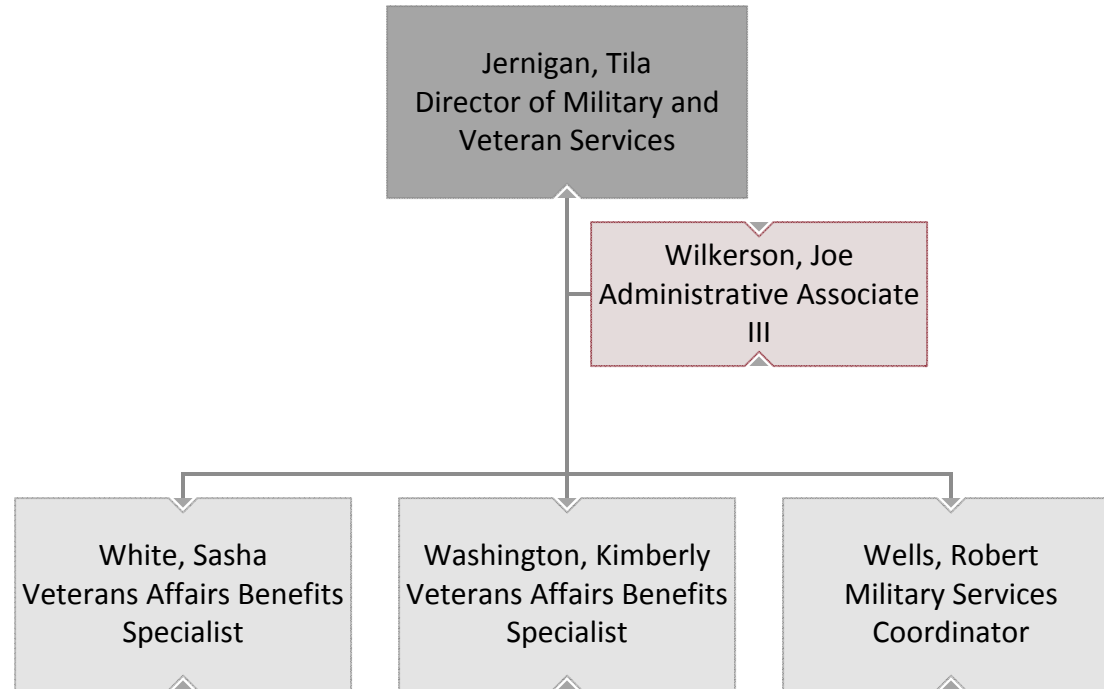 Jernigan, Tila
Director of Military and
Veteran Services
Wilkerson, Joe
Administrative Associate
III
White, Sasha
Veterans Affairs Benefits
Specialist
Washington, Kimberly
Veterans Affairs Benefits
Specialist
Wells, Robert
Military Services
Coordinator